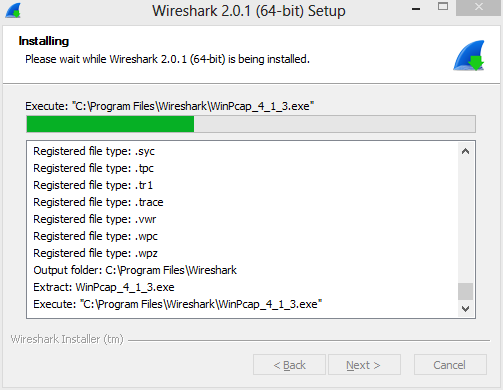 Wireshark 2.0.1 (64-bit) Setup
Installing
Please wait while Wireshark 2.0.1 (64-bit) is being installed.
Execute: "C:\Program Files\Wireshark\WinPcap_4_1_3.exe"
Registered file type: .syc
Registered file type: .tpc
Registered file type: .tr1
Registered file type: .trace
Registered file type: .vwr
Registered file type: .wpc
Registered file type: .wpz
Output folder: C:\Program Files\Wireshark
Extract: WinPcap_4_1_3.exe
Execute: "C:\Program Files\Wireshark\WinPcap_4_1_3.exe"
Wireshark Installer (tm)
< Back Next > Cancel